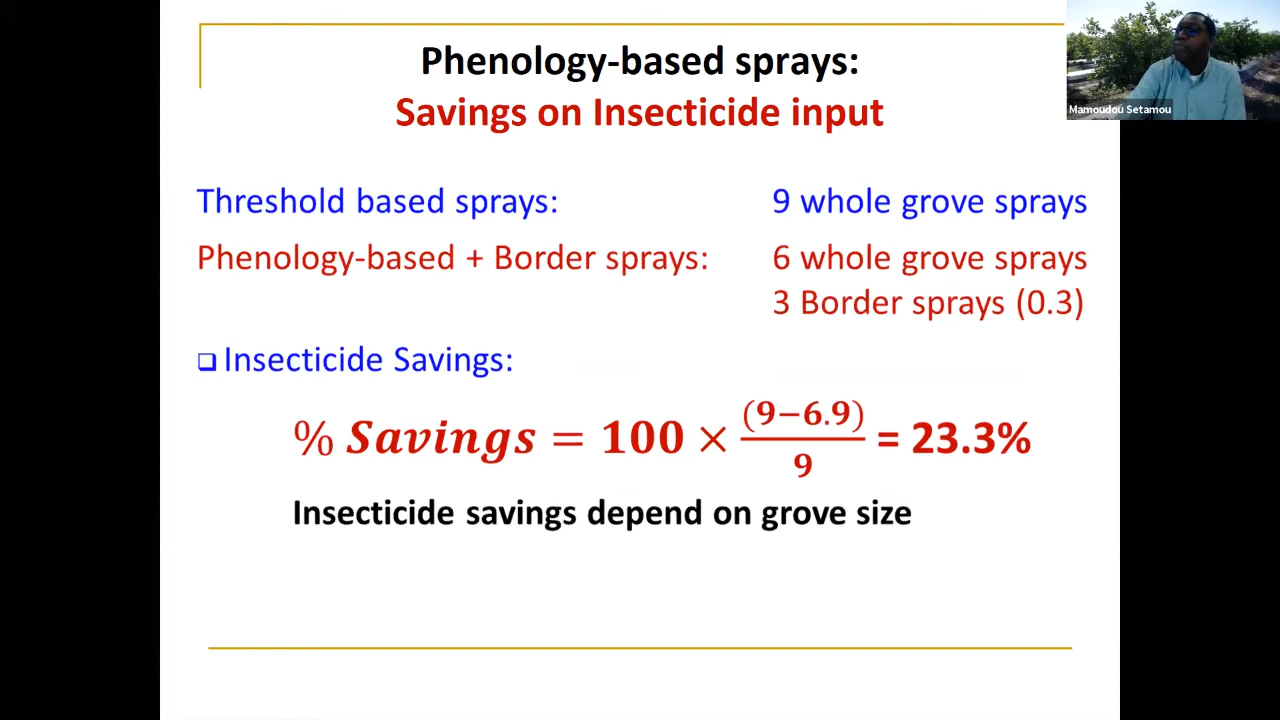 Phenology-based sprays:
Savings on Insecticide input
Mamoudou Setamou
Threshold based sprays: 9 whole grove sprays
Phenology-based + Border sprays: 6 whole grove sprays
3 Border sprays (0.3)
❑ Insecticide Savings:
% Savings = 100 × (9−6.9)/9 = 23.3%
Insecticide savings depend on grove size